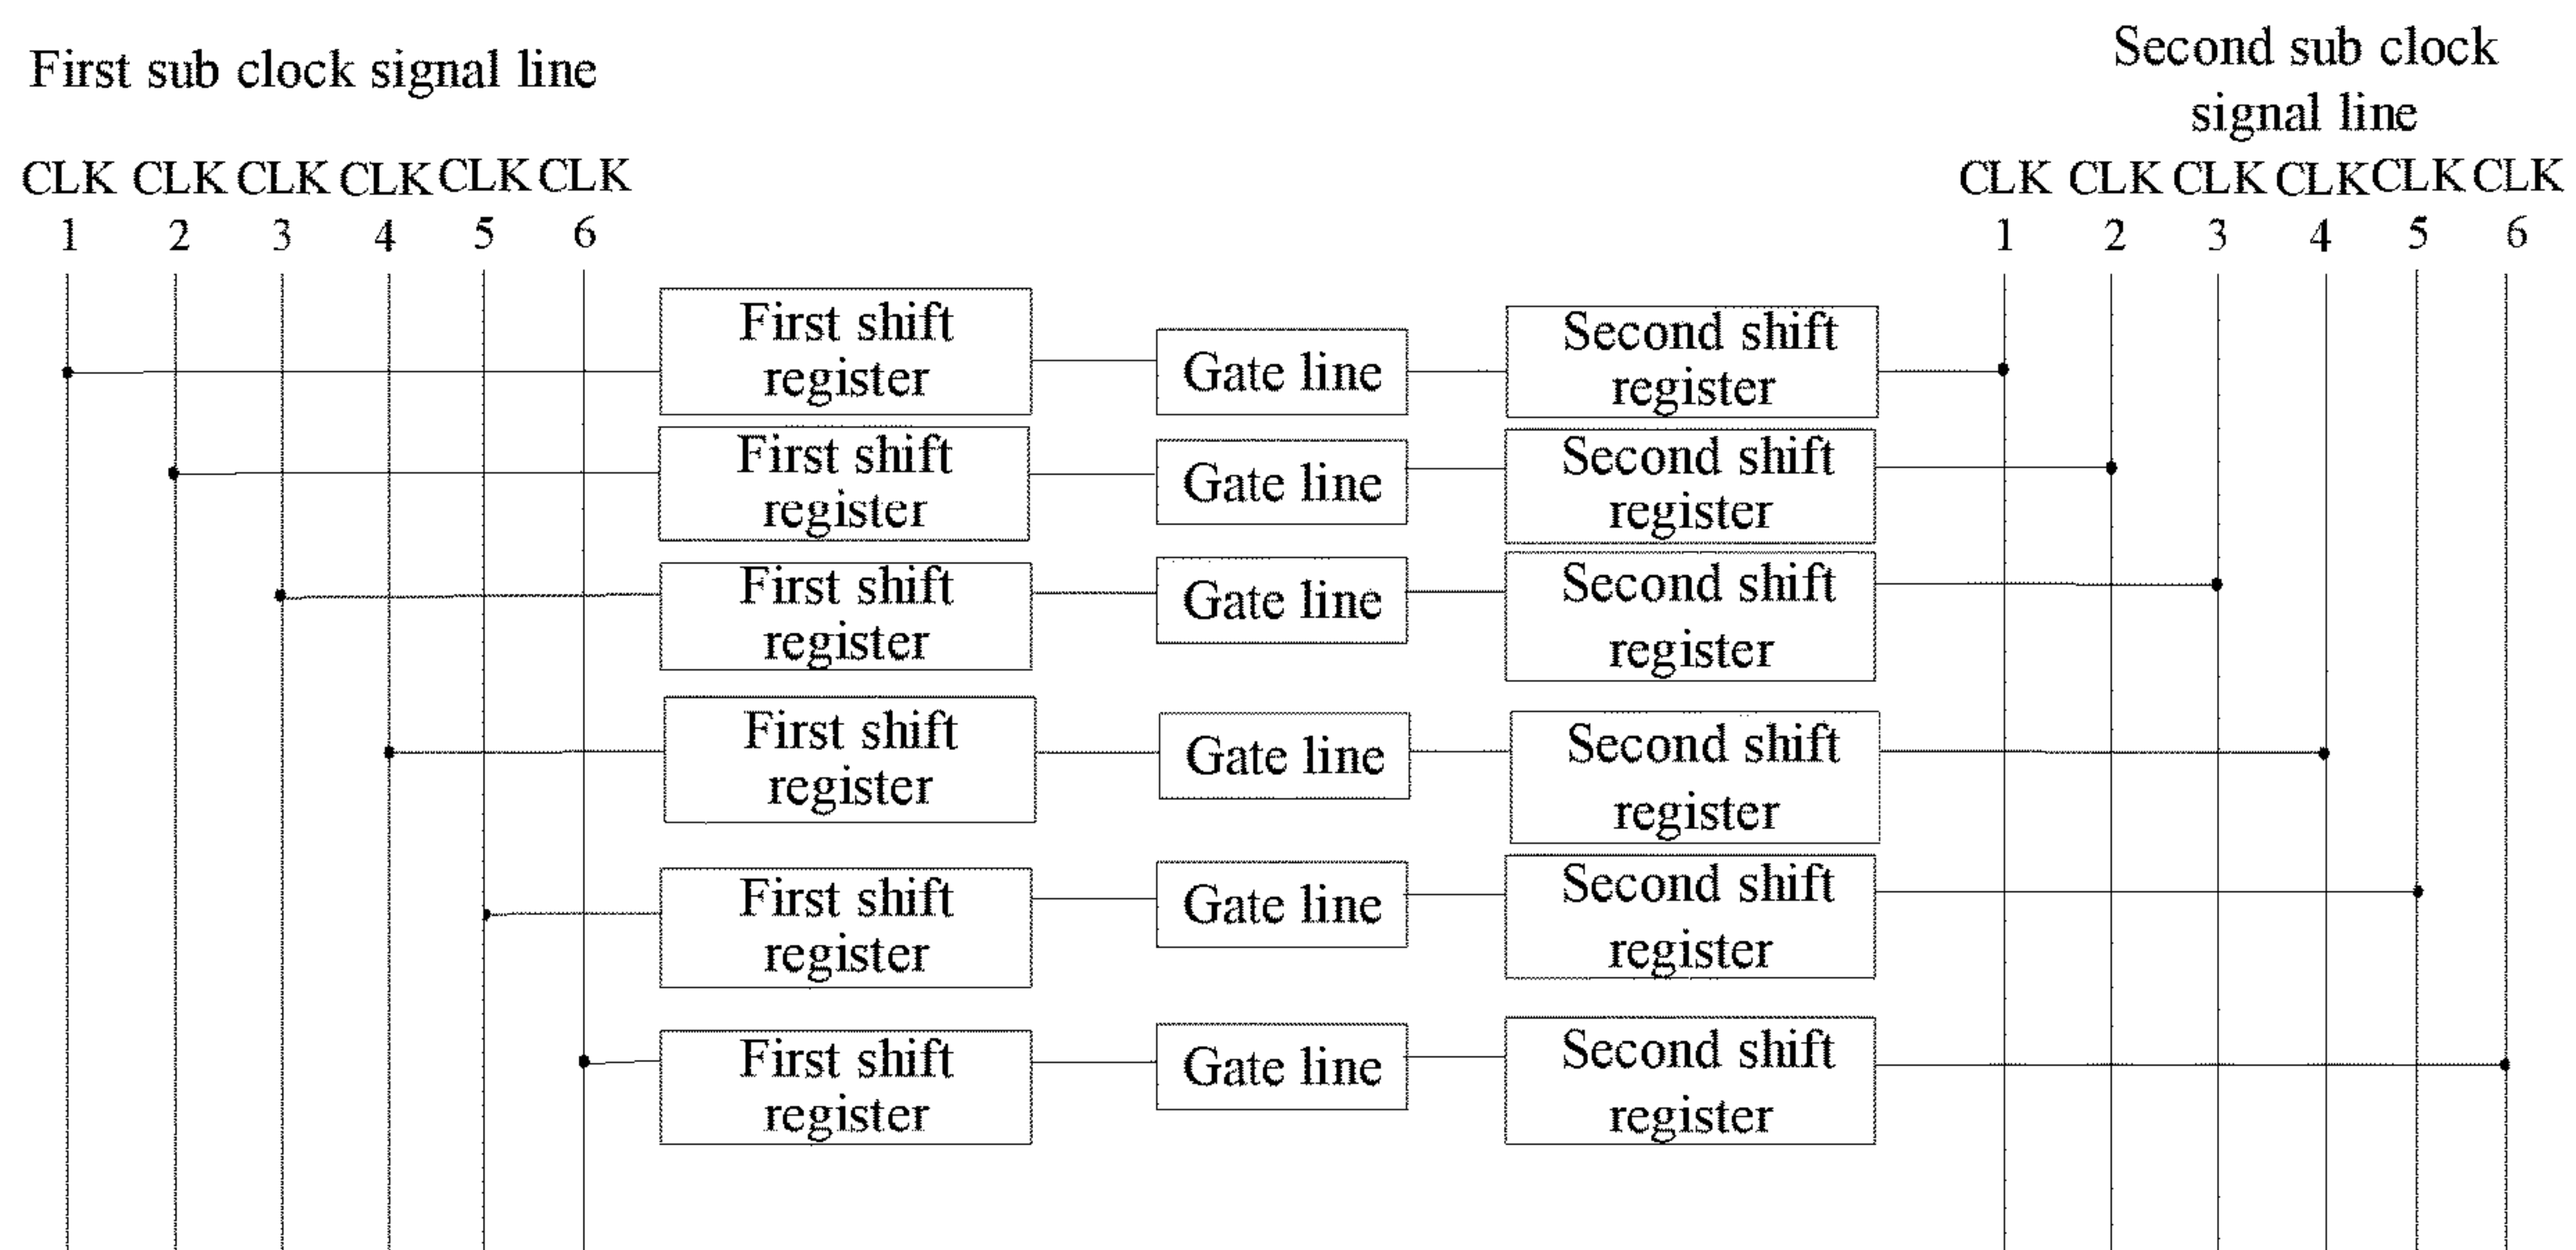 First sub clock signal line
Second sub clock
signal line
CLK CLK CLK CLK CLK CLK
1 2 3 4 5 6
CLK CLK CLK CLK CLK CLK
1 2 3 4 5 6
First shift
register
Gate line
Second shift
register
First shift
register
Gate line
Second shift
register
First shift
register
Gate line
Second shift
register
First shift
register
Gate line
Second shift
register
First shift
register
Gate line
Second shift
register
First shift
register
Gate line
Second shift
register